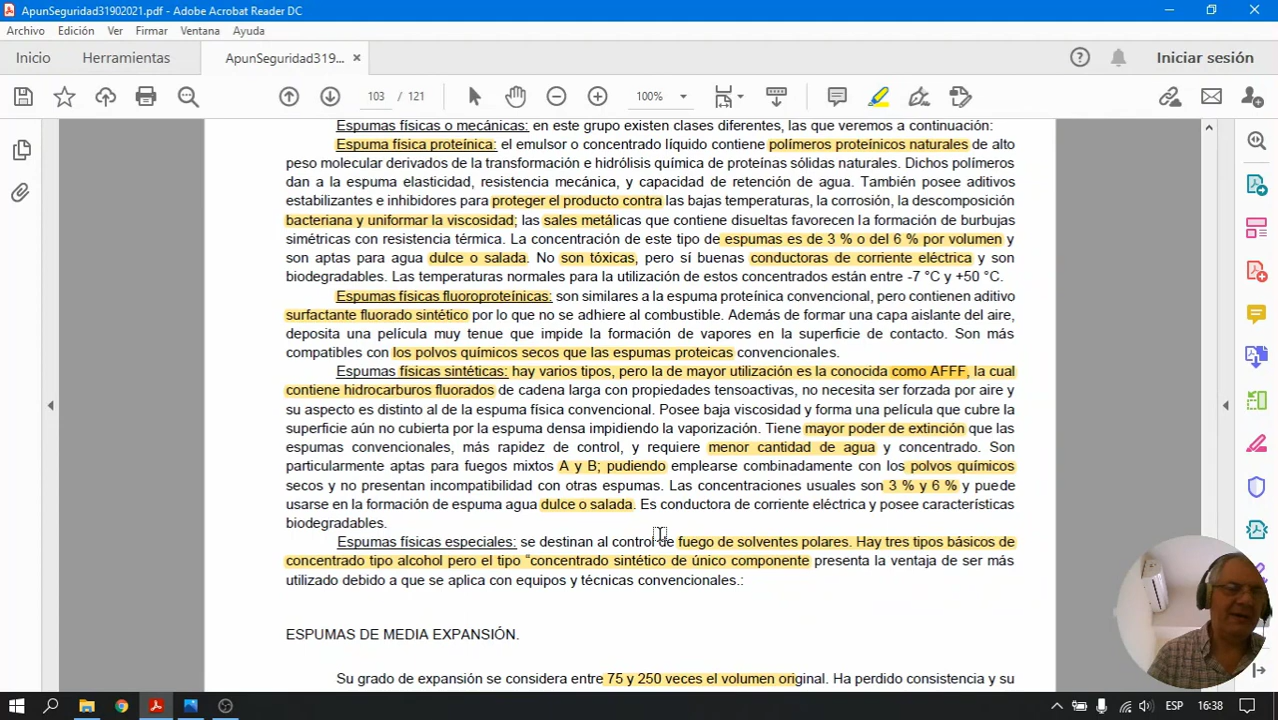 ApunSeguridad31902021.pdf - Adobe Acrobat Reader DC
Archivo Edición Ver Firmar Ventana Ayuda
Inicio Herramientas ApunSeguridad319... × Iniciar sesión
103 / 121 100%
Espumas físicas o mecánicas: en este grupo existen clases diferentes, las que veremos a continuación:
Espuma física proteínica: el emulsor o concentrado líquido contiene polímeros proteínicos naturales de alto
peso molecular derivados de la transformación e hidrólisis química de proteínas sólidas naturales. Dichos polímeros
dan a la espuma elasticidad, resistencia mecánica, y capacidad de retención de agua. También posee aditivos
estabilizantes e inhibidores para proteger el producto contra las bajas temperaturas, la corrosión, la descomposición
bacteriana y uniformar la viscosidad; las sales metálicas que contiene disueltas favorecen la formación de burbujas
simétricas con resistencia térmica. La concentración de este tipo de espumas es de 3 % o del 6 % por volumen y
son aptas para agua dulce o salada. No son tóxicas, pero sí buenas conductoras de corriente eléctrica y son
biodegradables. Las temperaturas normales para la utilización de estos concentrados están entre -7 °C y +50 °C.
Espumas físicas fluoroproteínicas: son similares a la espuma proteínica convencional, pero contienen aditivo
surfactante fluorado sintético por lo que no se adhiere al combustible. Además de formar una capa aislante del aire,
deposita una película muy tenue que impide la formación de vapores en la superficie de contacto. Son más
compatibles con los polvos químicos secos que las espumas proteicas convencionales.
Espumas físicas sintéticas: hay varios tipos, pero la de mayor utilización es la conocida como AFFF, la cual
contiene hidrocarburos fluorados de cadena larga con propiedades tensoactivas, no necesita ser forzada por aire y
su aspecto es distinto al de la espuma física convencional. Posee baja viscosidad y forma una película que cubre la
superficie aún no cubierta por la espuma densa impidiendo la vaporización. Tiene mayor poder de extinción que las
espumas convencionales, más rapidez de control, y requiere menor cantidad de agua y concentrado. Son
particularmente aptas para fuegos mixtos A y B; pudiendo emplearse combinadamente con los polvos químicos
secos y no presentan incompatibilidad con otras espumas. Las concentraciones usuales son 3 % y 6 % y puede
usarse en la formación de espuma agua dulce o salada. Es conductora de corriente eléctrica y posee características
biodegradables.
Espumas físicas especiales: se destinan al control de fuego de solventes polares. Hay tres tipos básicos de
concentrado tipo alcohol pero el tipo “concentrado sintético de único componente presenta la ventaja de ser más
utilizado debido a que se aplica con equipos y técnicas convencionales.:
ESPUMAS DE MEDIA EXPANSIÓN.
Su grado de expansión se considera entre 75 y 250 veces el volumen original. Ha perdido consistencia y su
ESP 16:38